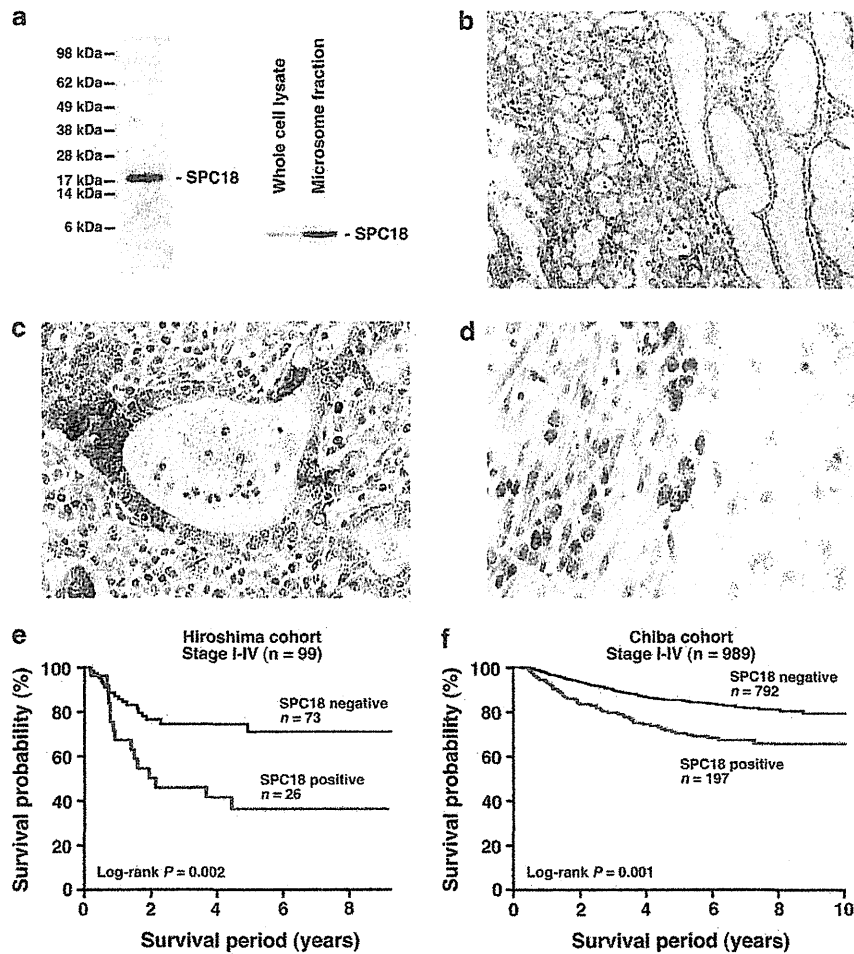 a
98 kDa
62 kDa
49 kDa
38 kDa
28 kDa
17 kDa
14 kDa
6 kDa
- SPC18
Whole cell lysate
Microsome fraction
- SPC18
b
c
d
e
Hiroshima cohort
Stage I-IV (n = 99)
Survival probability (%)
100
80
60
40
20
0
SPC18 negative
n = 73
SPC18 positive
n = 26
Log-rank P = 0.002
0 2 4 6 8
Survival period (years)
f
Chiba cohort
Stage I-IV (n = 989)
Survival probability (%)
100
80
60
40
20
0
SPC18 negative
n = 792
SPC18 positive
n = 197
Log-rank P = 0.001
0 2 4 6 8 10
Survival period (years)